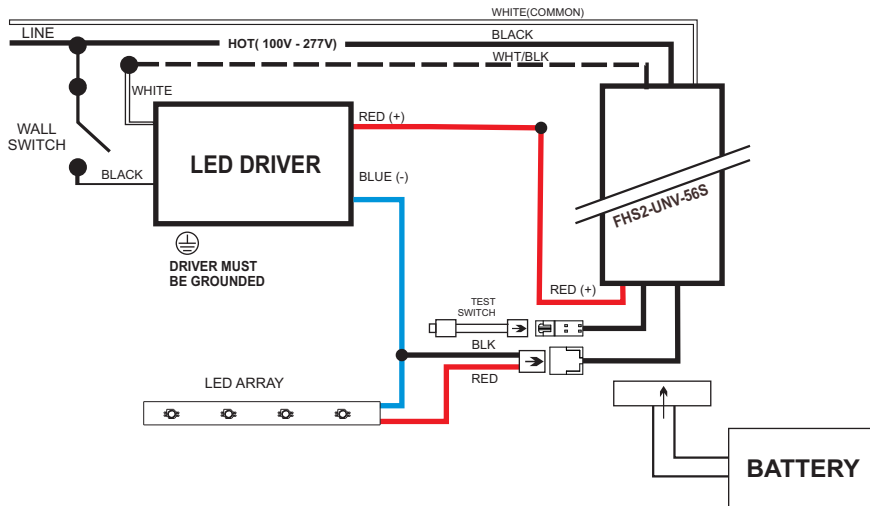 WHITE(COMMON)
LINE
HOT( 100V - 277V)
BLACK
WHT/BLK
WHITE
WALL
SWITCH
BLACK
LED DRIVER
RED (+)
BLUE (-)
FHS2-UNV-56S
DRIVER MUST
BE GROUNDED
RED (+)
TEST
SWITCH
BLK
RED
LED ARRAY
BATTERY